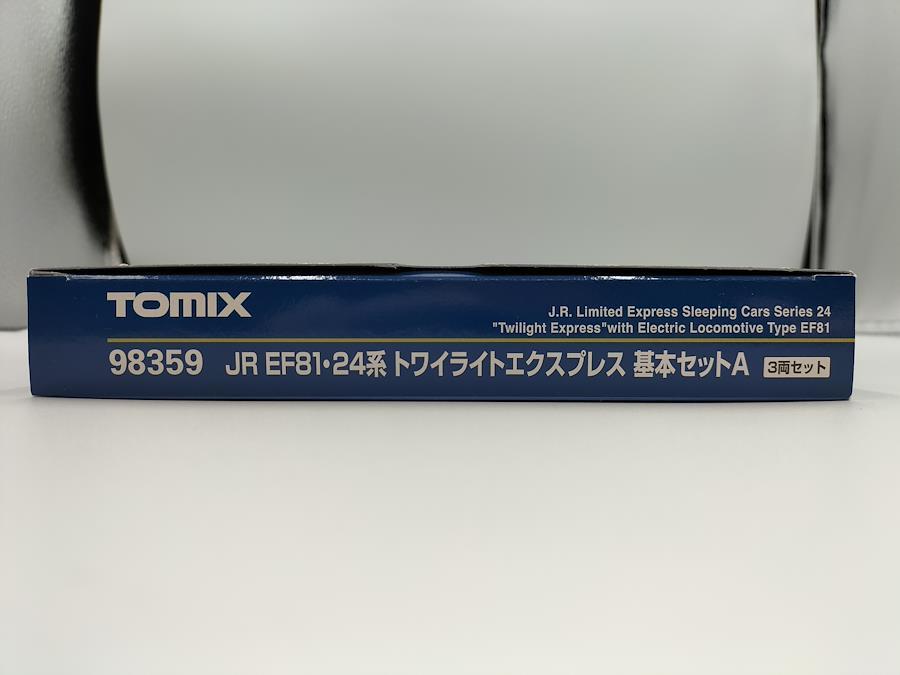 TOMIX
J.R. Limited Express Sleeping Cars Series 24
"Twilight Express"with Electric Locomotive Type EF81
98359 JR EF81・24系 トワイライトエクスプレス 基本セットA 3両セット